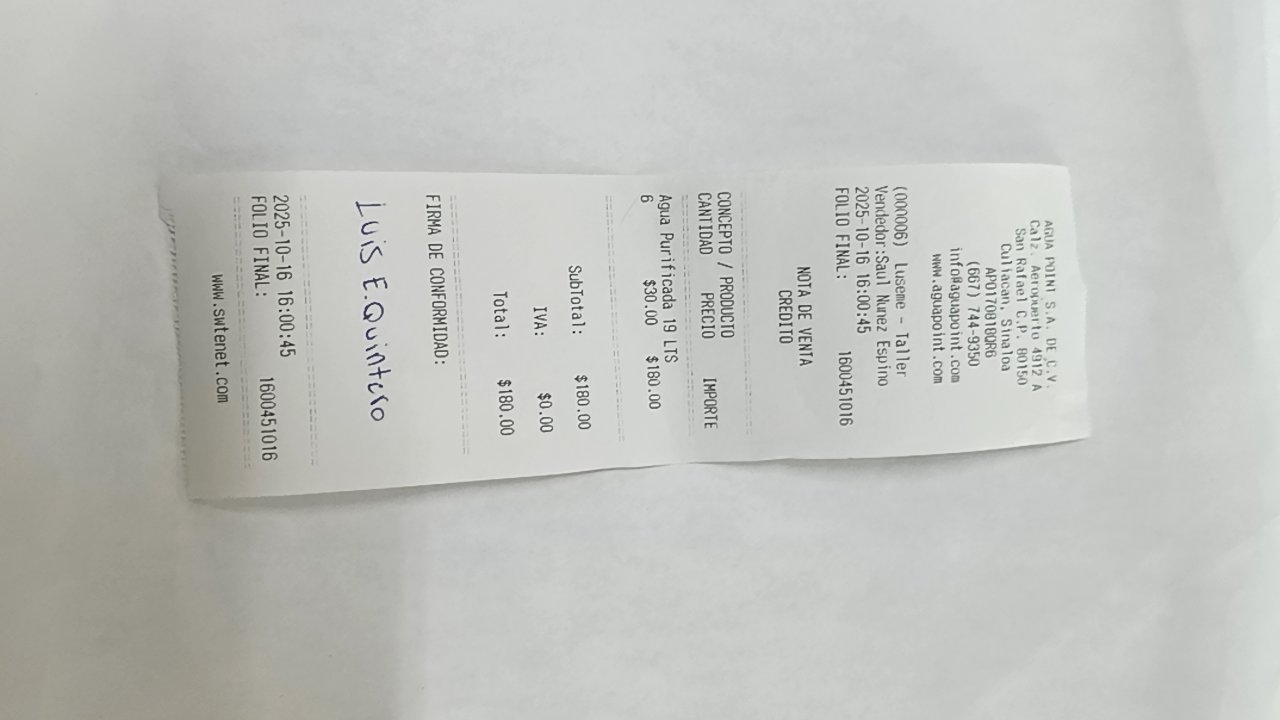 AGUA POINT S.A. DE C.V.
Calz. Aeropuerto 4912 A
San Rafael C.P. 80150
Culiacan, Sinaloa
APO170818QR6
(667) 744-9350
info@aguapoint.com
www.aguapoint.com
(000006) Luseme - Taller
Vendedor:Saul Nunez Espino
2025-10-16 16:00:45
FOLIO FINAL: 1600451016
NOTA DE VENTA
CREDITO
CONCEPTO / PRODUCTO
CANTIDAD PRECIO IMPORTE
Agua Purificada 19 LTS
6 $30.00 $180.00
SubTotal: $180.00
IVA: $0.00
Total: $180.00
FIRMA DE CONFORMIDAD:
Luis E. Quintero
2025-10-16 16:00:45
FOLIO FINAL: 1600451016
www.swtenet.com